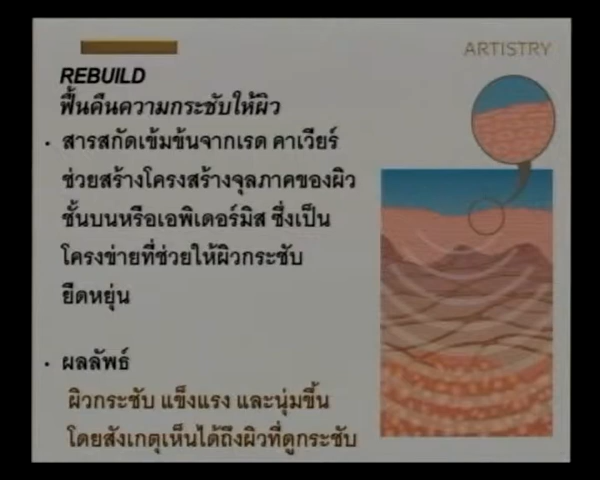 ARTISTRY
REBUILD
ฟื้นคืนความกระชับให้ผิว
• สารสกัดเข้มข้นจากเรด คาเวียร์
ช่วยสร้างโครงสร้างจุลภาคของผิว
ชั้นบนหรือเอพิเดอร์มิส ซึ่งเป็น
โครงข่ายที่ช่วยให้ผิวกระชับ
ยืดหยุ่น
• ผลลัพธ์
ผิวกระชับ แข็งแรง และนุ่มขึ้น
โดยสังเกตุเห็นได้ถึงผิวที่ดูกระชับ